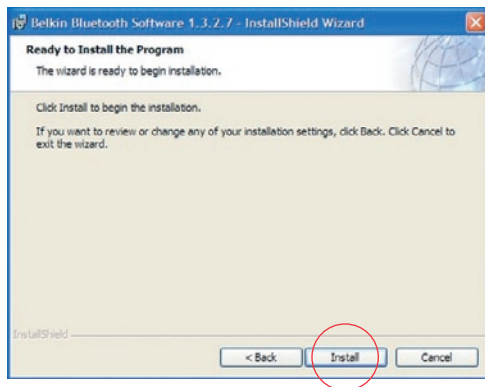 Belkin Bluetooth Software 1.3.2.7 - InstallShield Wizard
Ready to Install the Program
The wizard is ready to begin installation.
Click Install to begin the installation.
If you want to review or change any of your installation settings, click Back. Click Cancel to
exit the wizard.
InstallShield
< Back Install Cancel